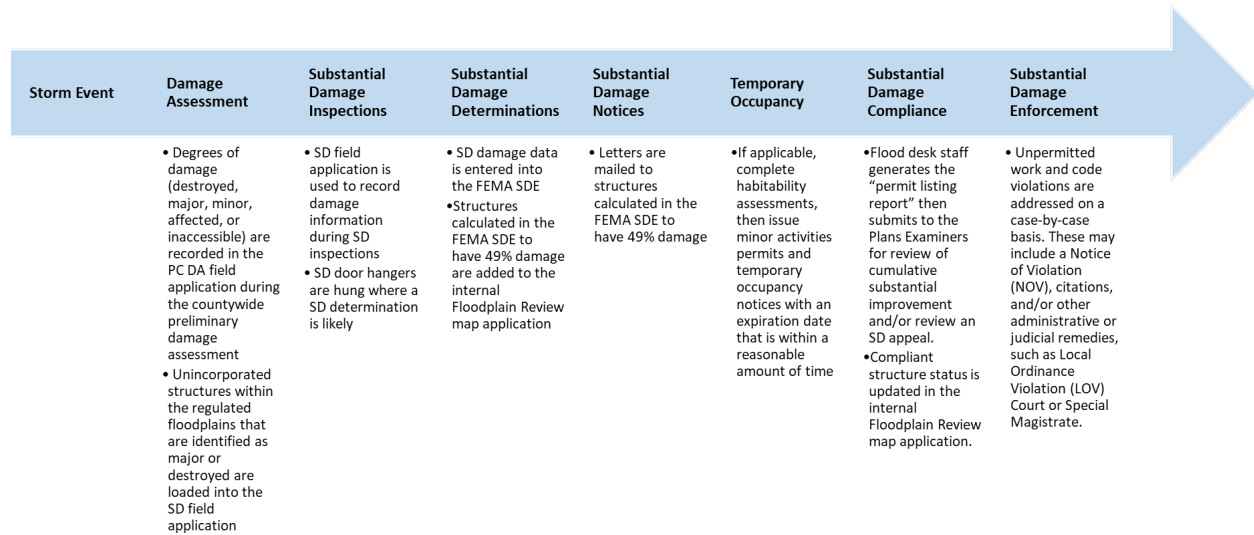 Storm Event
Damage
Assessment
Substantial
Damage
Inspections
Substantial
Damage
Determinations
Substantial
Damage
Notices
Temporary
Occupancy
Substantial
Damage
Compliance
Substantial
Damage
Enforcement
• Degrees of
damage
(destroyed,
major, minor,
affected, or
inaccessible) are
recorded in the
PC DA field
application during
the countywide
preliminary
damage
assessment
• Unincorporated
structures within
the regulated
floodplains that
are identified as
major or
destroyed are
loaded into the
SD field
application
• SD field
application is
used to record
damage
information
during SD
inspections
• SD door hangers
are hung where a
SD determination
is likely
• SD damage data
is entered into
the FEMA SDE
•Structures
calculated in the
FEMA SDE to
have 49% damage
are added to the
internal
Floodplain Review
map application
• Letters are
mailed to
structures
calculated in the
FEMA SDE to
have 49% damage
•If applicable,
complete
habitability
assessments,
then issue
minor activities
permits and
temporary
occupancy
notices with an
expiration date
that is within a
reasonable
amount of time
•Flood desk staff
generates the
“permit listing
report” then
submits to the
Plans Examiners
for review of
cumulative
substantial
improvement
and/or review an
SD appeal.
•Compliant
structure status is
updated in the
internal
Floodplain Review
map application.
• Unpermitted
work and code
violations are
addressed on a
case-by-case
basis. These may
include a Notice
of Violation
(NOV), citations,
and/or other
administrative or
judicial remedies,
such as Local
Ordinance
Violation (LOV)
Court or Special
Magistrate.